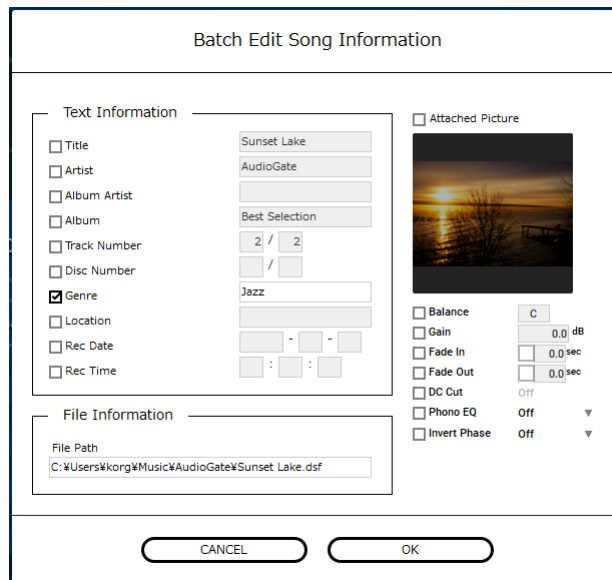 Batch Edit Song Information
Text Information
Title Sunset Lake
Artist AudioGate
Album Artist
Album Best Selection
Track Number 2 / 2
Disc Number /
Genre Jazz
Location
Rec Date - -
Rec Time : :
File Information
File Path
C:¥Users¥korg¥Music¥AudioGate¥Sunset Lake.dsf
Attached Picture
Balance C
Gain 0.0 dB
Fade In 0.0 sec
Fade Out 0.0 sec
DC Cut Off
Phono EQ Off
Invert Phase Off
CANCEL OK